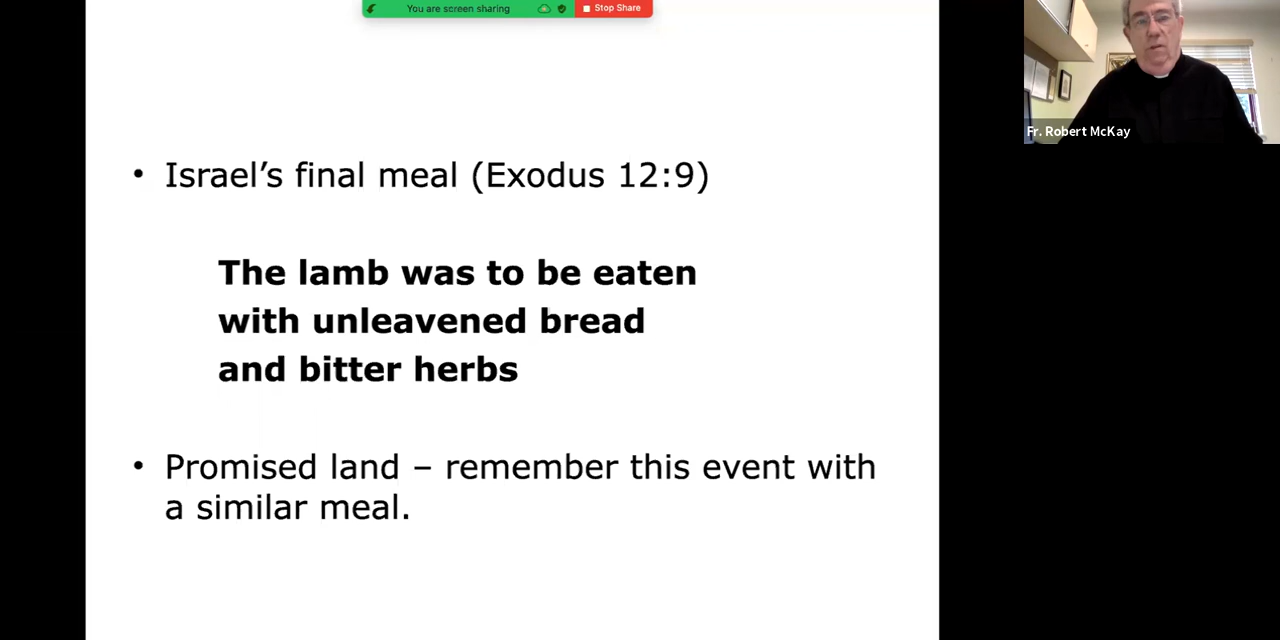 You are screen sharing
Stop Share
Fr. Robert McKay
• Israel’s final meal (Exodus 12:9)
The lamb was to be eaten
with unleavened bread
and bitter herbs
• Promised land – remember this event with
a similar meal.